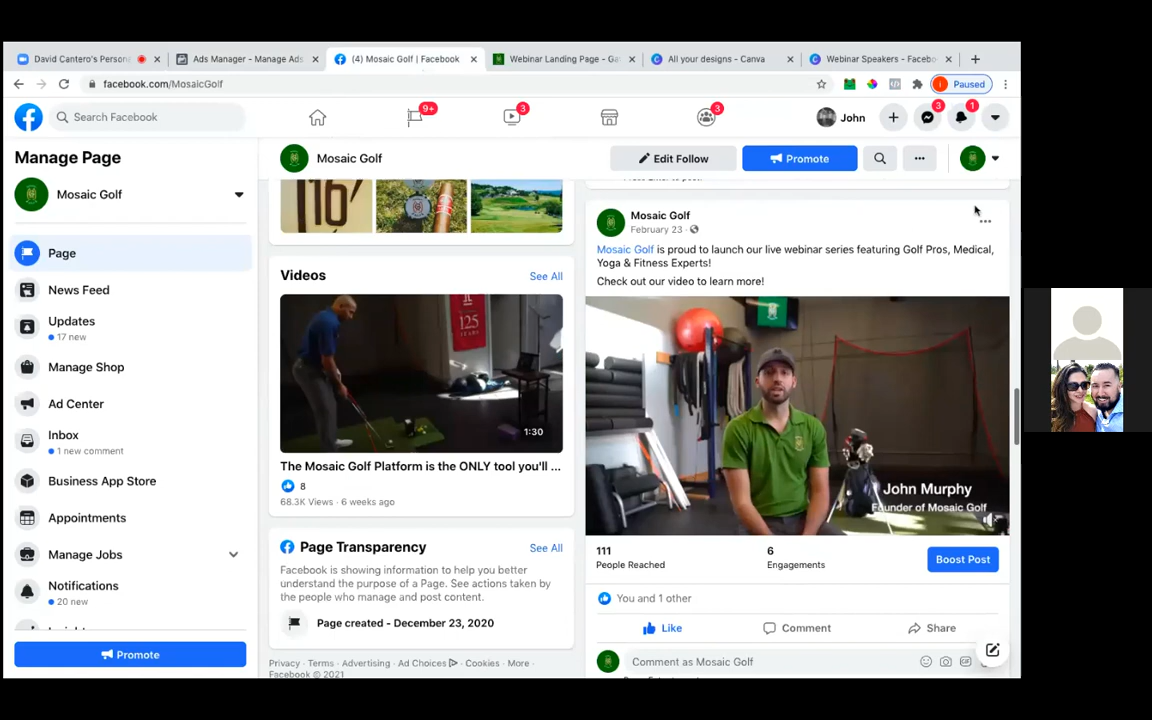 David Cantero's Person
Ads Manager - Manage Ads
(4) Mosaic Golf | Facebook
Webinar Landing Page - Ga
All your designs - Canva
Webinar Speakers - Facebo
facebook.com/MosaicGolf
Paused
Search Facebook
9+
3
3
John
3
1
Manage Page
Mosaic Golf
Page
News Feed
Updates
17 new
Manage Shop
Ad Center
Inbox
1 new comment
Business App Store
Appointments
Manage Jobs
Notifications
20 new
Promote
Mosaic Golf
Edit Follow
Promote
116
Videos
See All
125
YEARS
1:30
The Mosaic Golf Platform is the ONLY tool you'll ...
8
68.3K Views · 6 weeks ago
Page Transparency
See All
Facebook is showing information to help you better
understand the purpose of a Page. See actions taken by
the people who manage and post content.
Page created - December 23, 2020
Privacy · Terms · Advertising · Ad Choices · Cookies · More ·
Facebook © 2021
Mosaic Golf
February 23 ·
Mosaic Golf is proud to launch our live webinar series featuring Golf Pros, Medical,
Yoga & Fitness Experts!
Check out our video to learn more!
John Murphy
Founder of Mosaic Golf
111
People Reached
6
Engagements
Boost Post
You and 1 other
Like
Comment
Share
Comment as Mosaic Golf
GIF